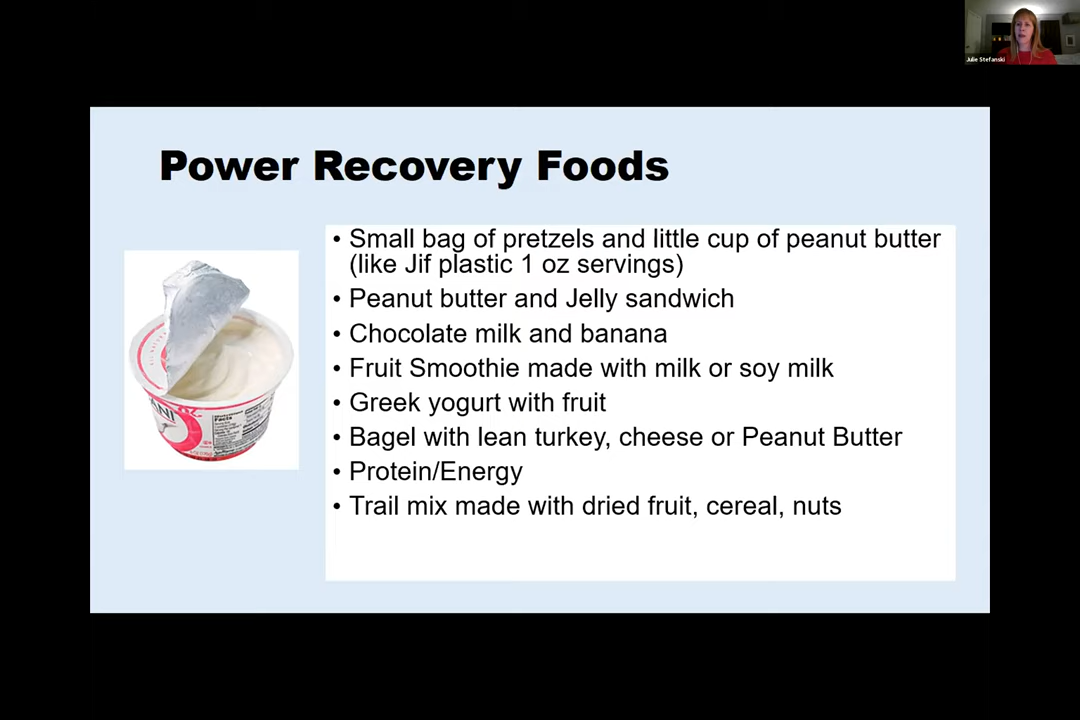 Julie Stefanski
Power Recovery Foods
• Small bag of pretzels and little cup of peanut butter
(like Jif plastic 1 oz servings)
• Peanut butter and Jelly sandwich
• Chocolate milk and banana
• Fruit Smoothie made with milk or soy milk
• Greek yogurt with fruit
• Bagel with lean turkey, cheese or Peanut Butter
• Protein/Energy
• Trail mix made with dried fruit, cereal, nuts
ANI
Facts